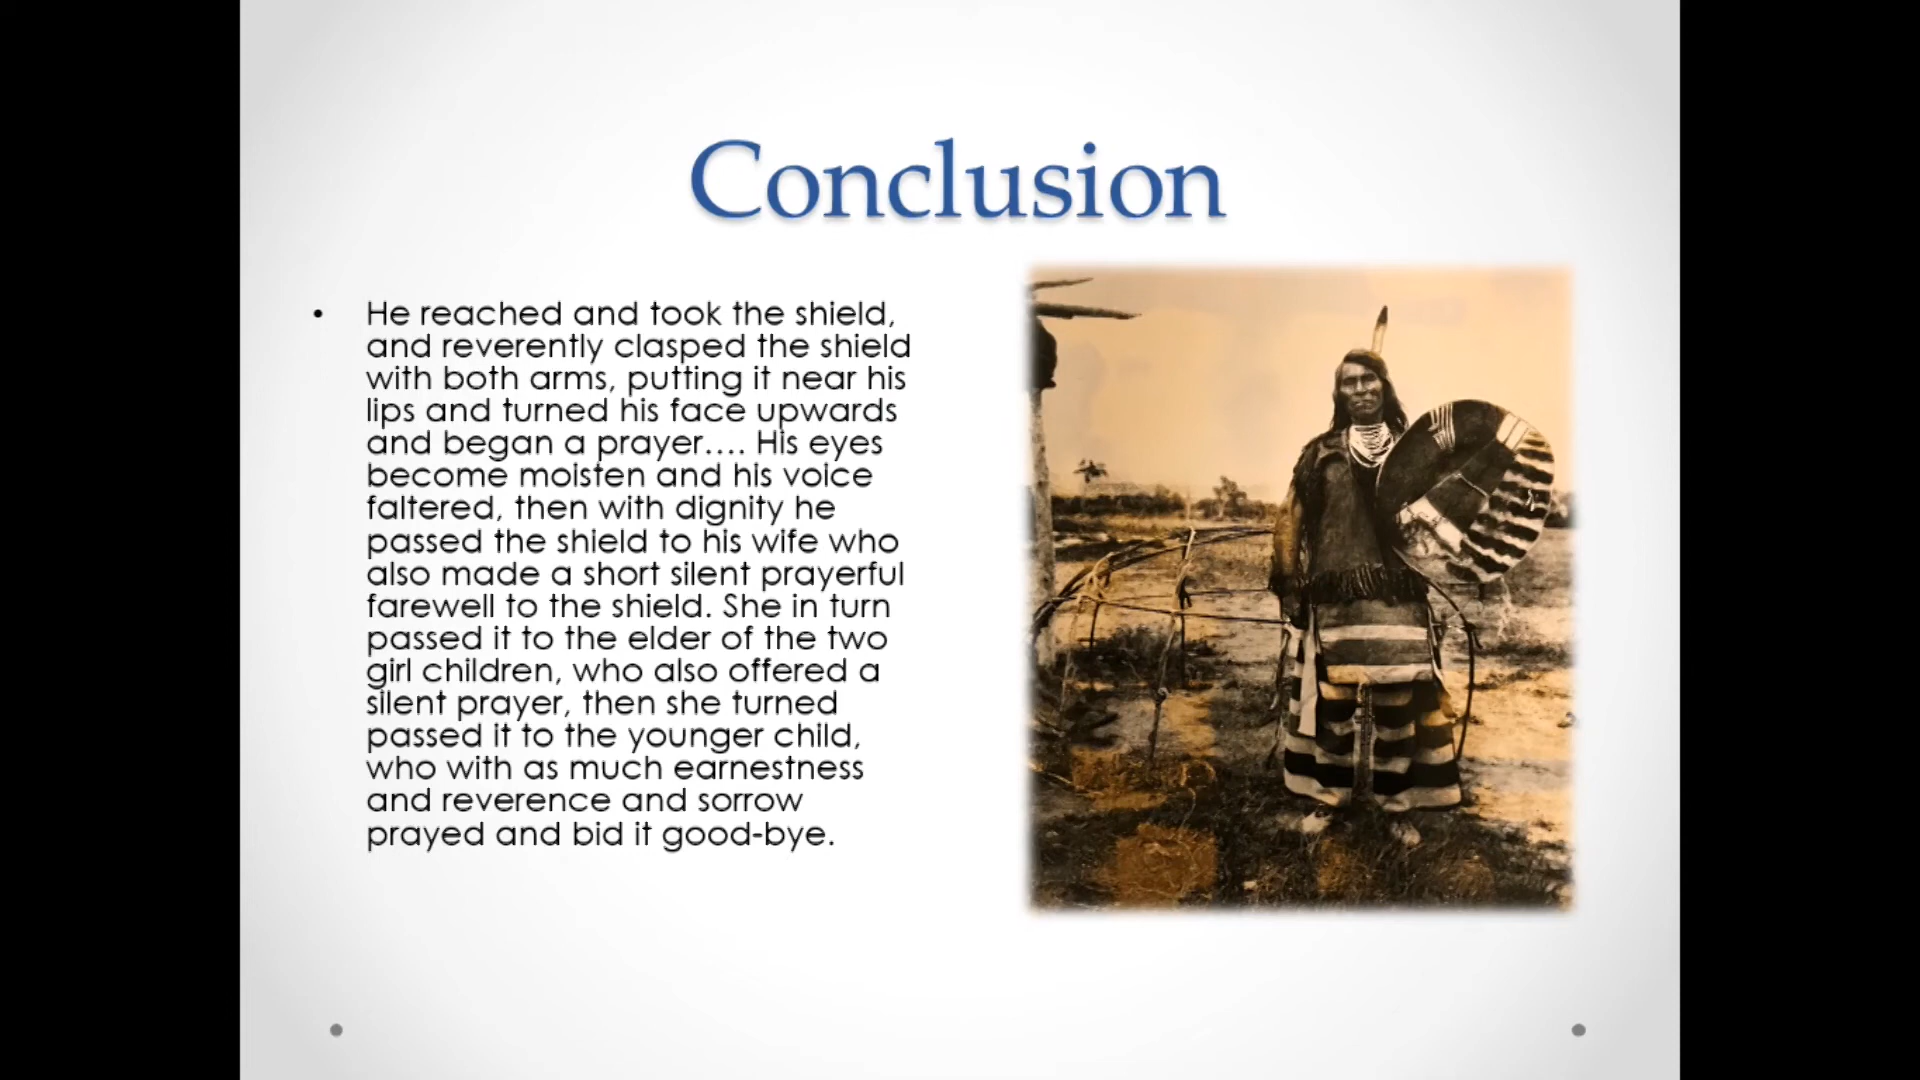 Conclusion
• He reached and took the shield,
and reverently clasped the shield
with both arms, putting it near his
lips and turned his face upwards
and began a prayer.... His eyes
become moisten and his voice
faltered, then with dignity he
passed the shield to his wife who
also made a short silent prayerful
farewell to the shield. She in turn
passed it to the elder of the two
girl children, who also offered a
silent prayer, then she turned
passed it to the younger child,
who with as much earnestness
and reverence and sorrow
prayed and bid it good-bye.